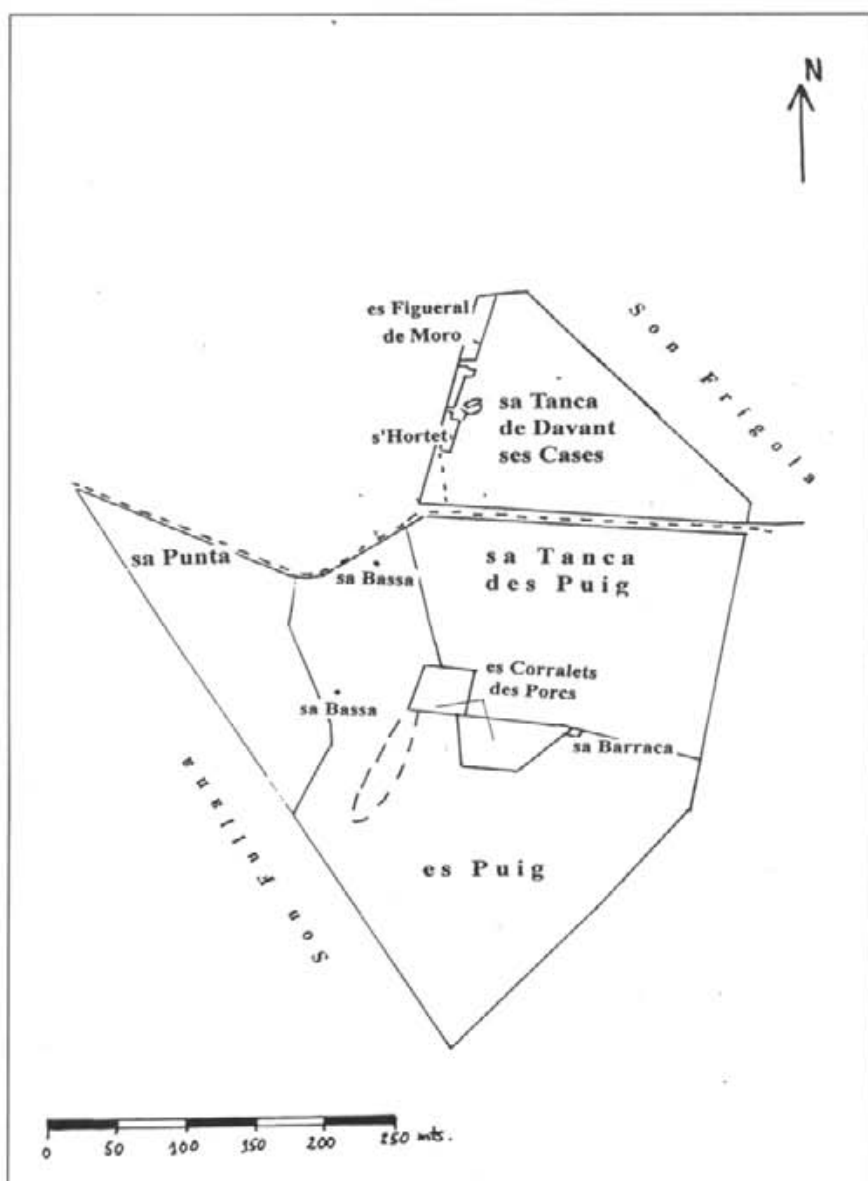 N
es Figueral
de Moro
Son Frigola
sa Tanca
de Davant
ses Cases
s'Hortet
sa Punta
sa Bassa
sa Tanca
des Puig
es Corralets
des Porcs
sa Bassa
sa Barraca
Son Fullana
es Puig
0 50 100 150 200 250 mts.